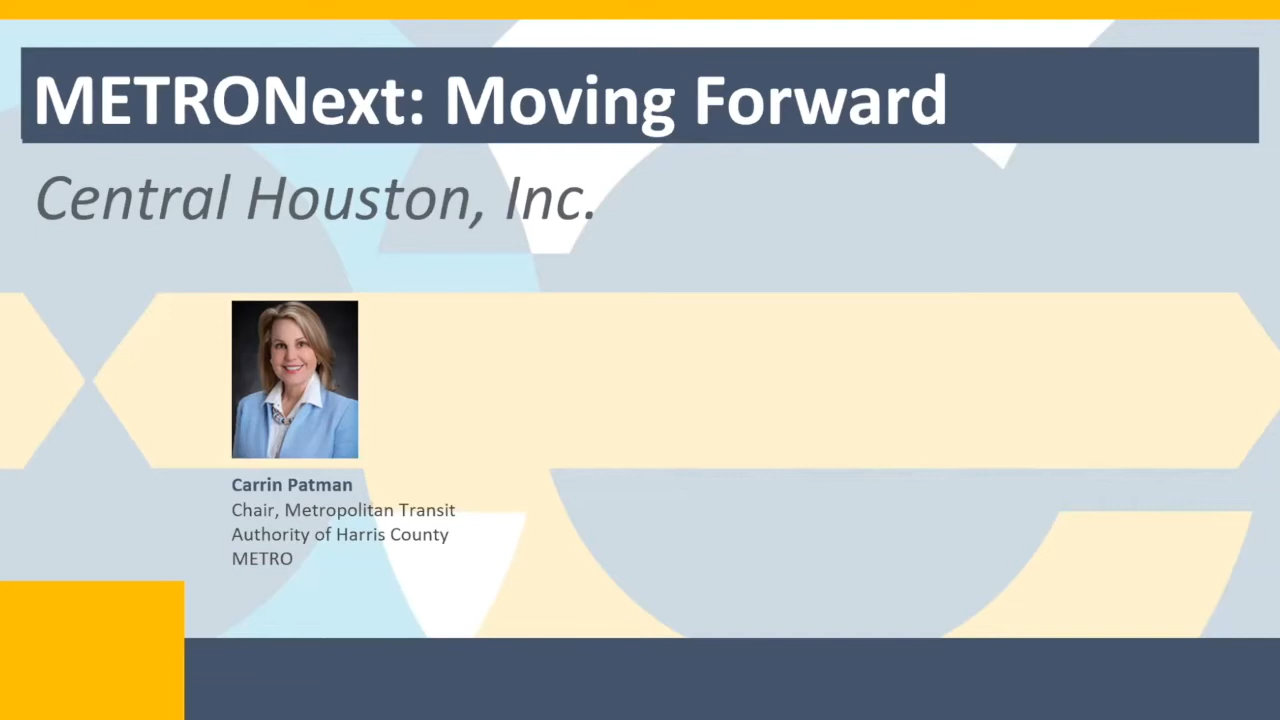 METRONext: Moving Forward
Central Houston, Inc.
Carrin Patman
Chair, Metropolitan Transit
Authority of Harris County
METRO